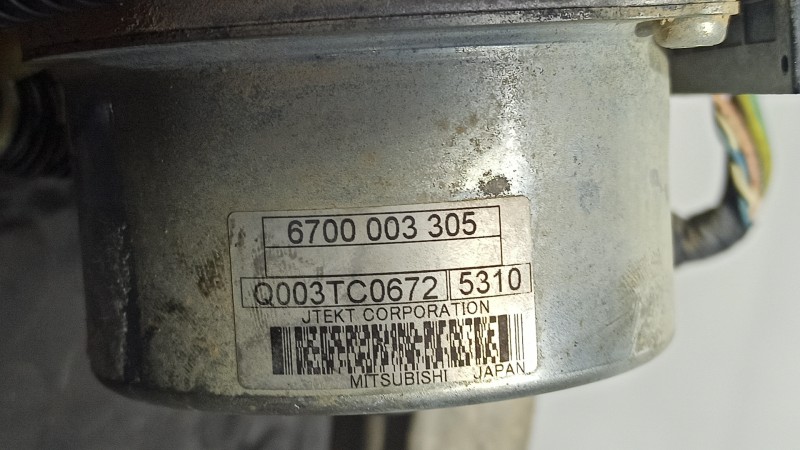 6700 003 305
Q003TC0672 5310
JTEKT CORPORATION
MITSUBISHI JAPAN